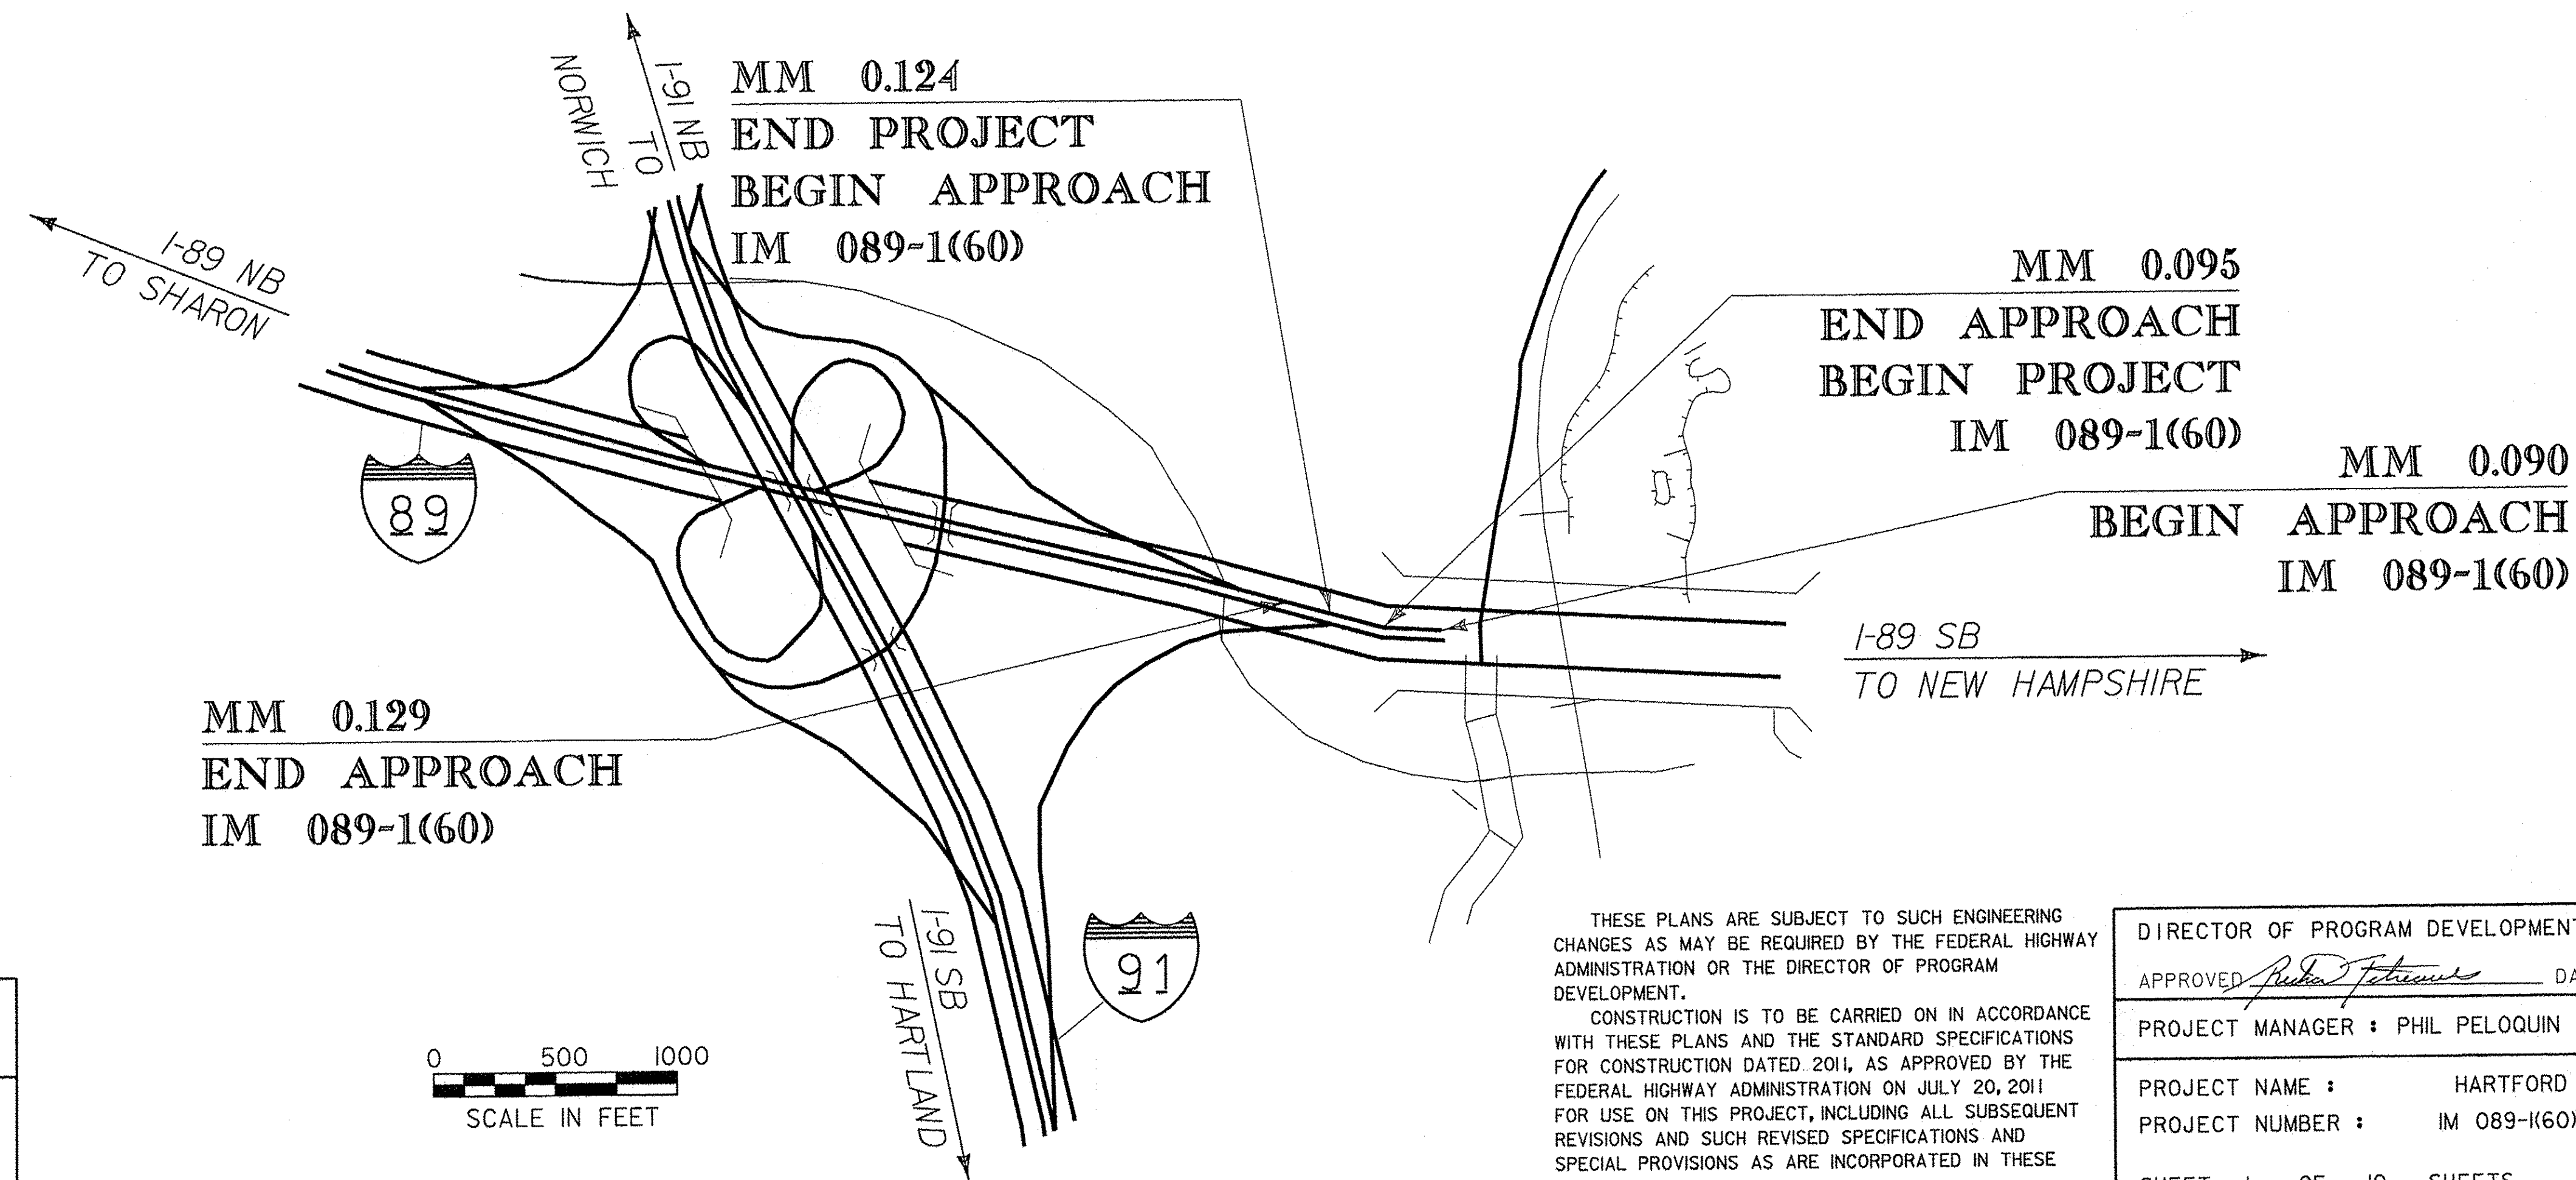 I-91 NB
TO
NORWICH
MM 0.124
END PROJECT
BEGIN APPROACH
IM 089-1(60)
I-89 NB
TO SHARON
MM 0.095
END APPROACH
BEGIN PROJECT
IM 089-1(60)
MM 0.090
BEGIN APPROACH
IM 089-1(60)
89
I-89 SB
TO NEW HAMPSHIRE
MM 0.129
END APPROACH
IM 089-1(60)
I-91 SB
TO HARTLAND
91
0 500 1000
SCALE IN FEET
THESE PLANS ARE SUBJECT TO SUCH ENGINEERING
CHANGES AS MAY BE REQUIRED BY THE FEDERAL HIGHWAY
ADMINISTRATION OR THE DIRECTOR OF PROGRAM
DEVELOPMENT.
CONSTRUCTION IS TO BE CARRIED ON IN ACCORDANCE
WITH THESE PLANS AND THE STANDARD SPECIFICATIONS
FOR CONSTRUCTION DATED 2011, AS APPROVED BY THE
FEDERAL HIGHWAY ADMINISTRATION ON JULY 20, 2011
FOR USE ON THIS PROJECT, INCLUDING ALL SUBSEQUENT
REVISIONS AND SUCH REVISED SPECIFICATIONS AND
SPECIAL PROVISIONS AS ARE INCORPORATED IN THESE
DIRECTOR OF PROGRAM DEVELOPMENT
APPROVED DA
PROJECT MANAGER : PHIL PELOQUIN
PROJECT NAME : HARTFORD
PROJECT NUMBER : IM 089-1(60)
SHEET 1 OF 19 SHEETS